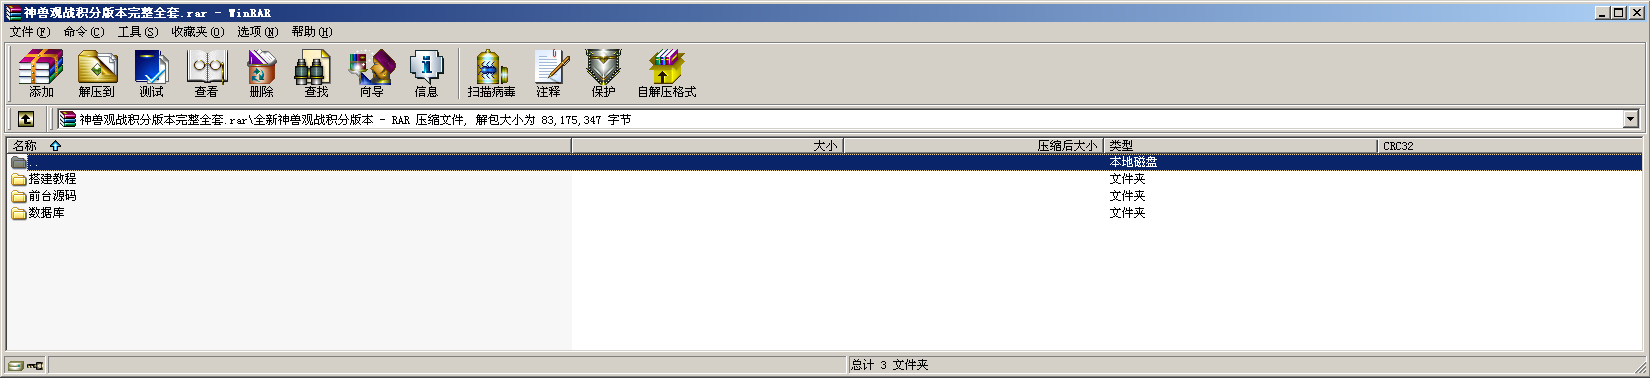 神兽观战积分版本完整全套.rar - WinRAR
文件(F) 命令(C) 工具(S) 收藏夹(O) 选项(N) 帮助(H)
添加 解压到 测试 查看 删除 查找 向导 信息 扫描病毒 注释 保护 自解压格式
神兽观战积分版本完整全套.rar\全新神兽观战积分版本 - RAR 压缩文件, 解包大小为 83,175,347 字节
名称 大小 压缩后大小 类型 CRC32
.. 本地磁盘
搭建教程 文件夹
前台源码 文件夹
数据库 文件夹
总计 3 文件夹